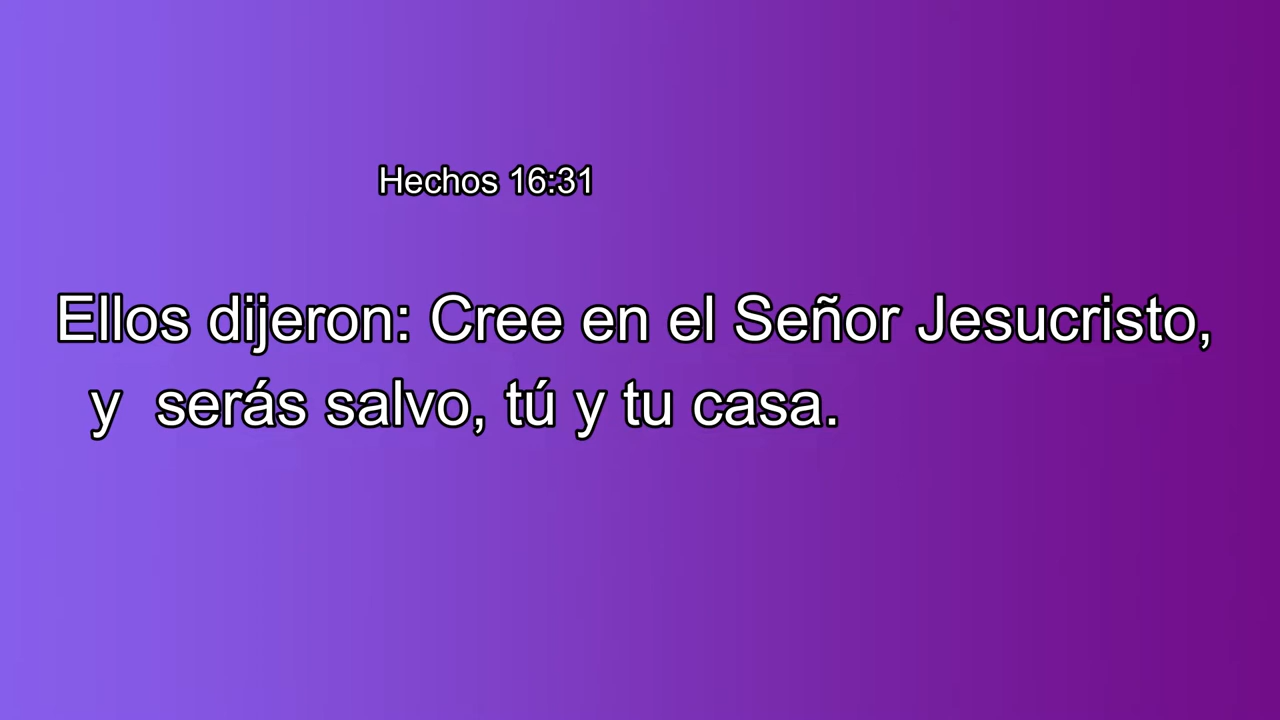 Hechos 16:31
Ellos dijeron: Cree en el Señor Jesucristo,
y serás salvo, tú y tu casa.